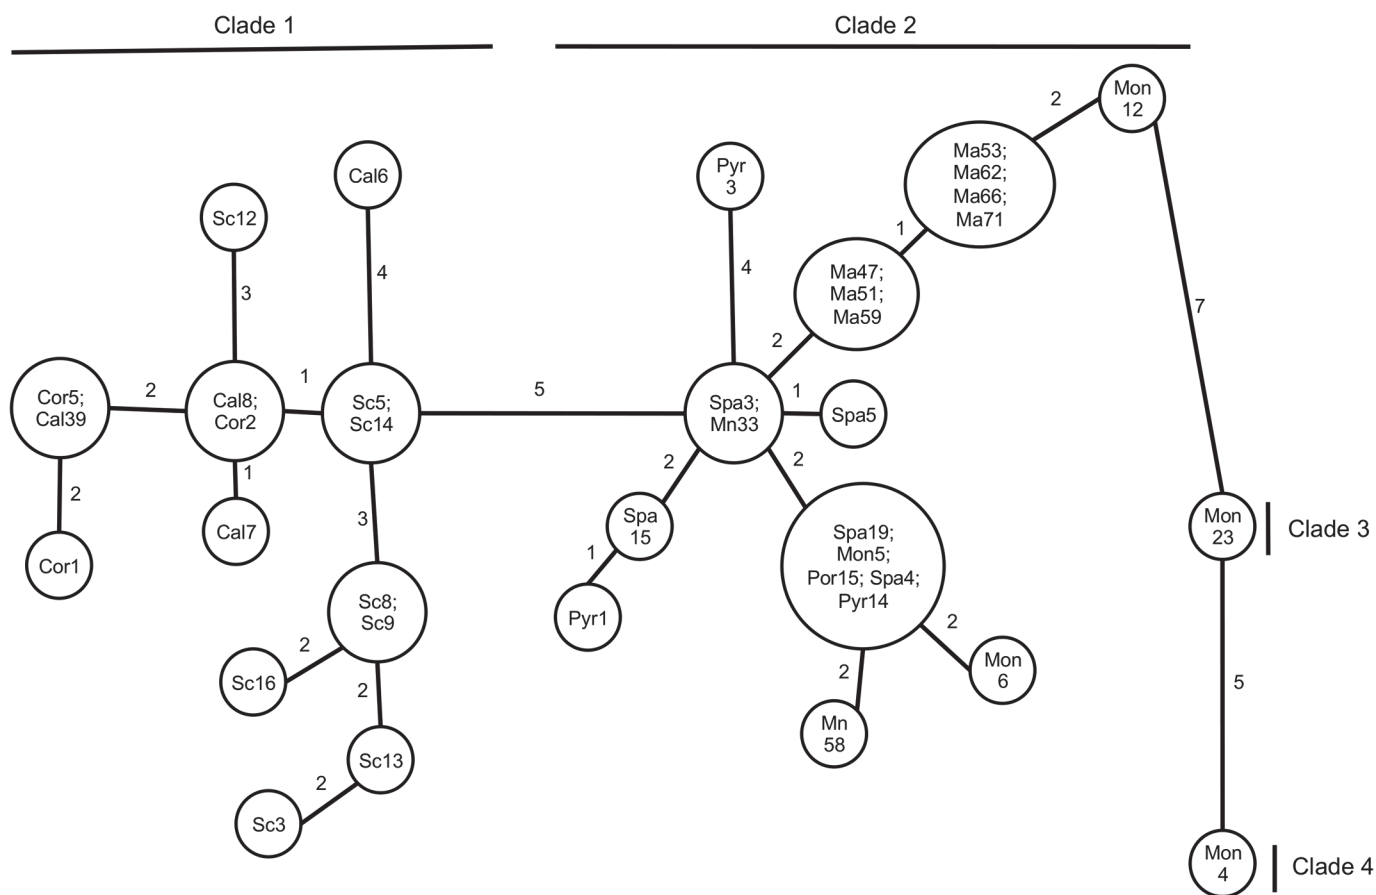 Clade 1
Clade 2
Mon
12
2
Ma53;
Ma62;
Ma66;
Ma71
Cal6
Pyr
3
Sc12
1
Ma47;
Ma51;
Ma59
4
4
3
7
2
1
5
1
2
Cor5;
Cal39
Cal8;
Cor2
Sc5;
Sc14
Spa3;
Mn33
Spa5
2
2
1
2
3
Cal7
Spa
15
Mon
23
Clade 3
Cor1
1
Spa19;
Mon5;
Por15; Spa4;
Pyr14
Sc8;
Sc9
Pyr1
2
2
Mon
6
Sc16
2
2
5
Mn
58
Sc13
2
Sc3
Mon
4
Clade 4